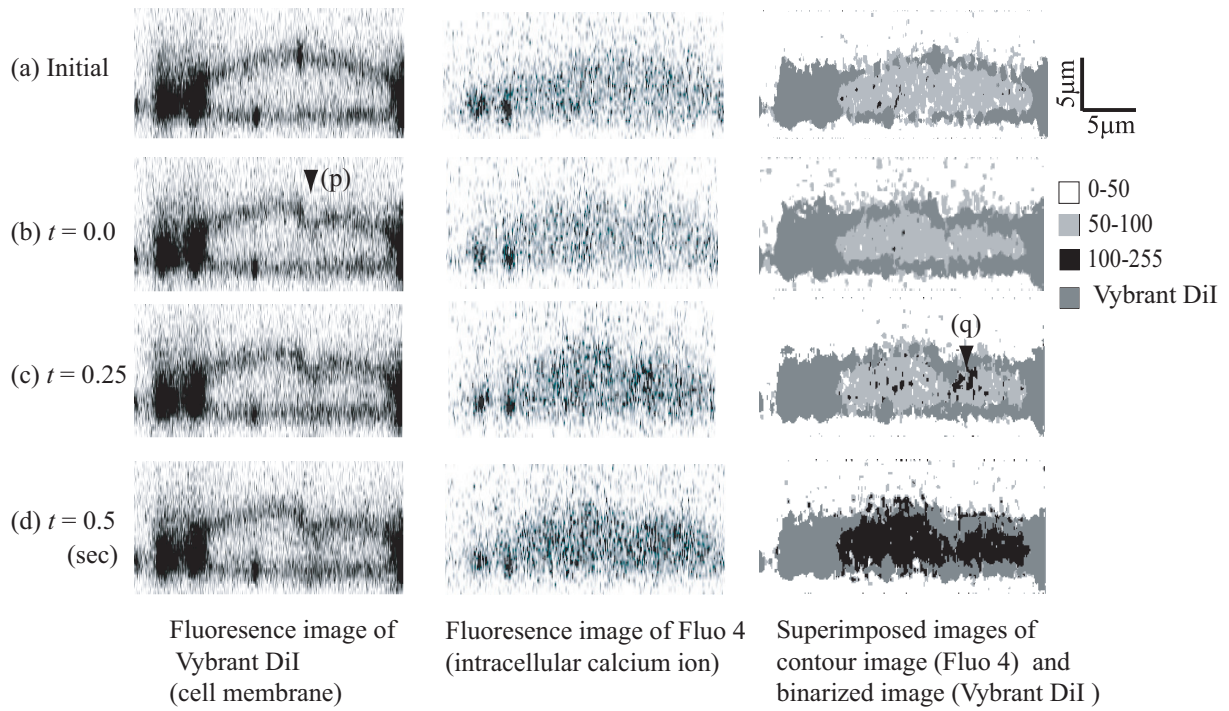 (a) Initial
5µm
5µm
(p)
(b) t = 0.0
0-50
50-100
100-255
Vybrant DiI
(q)
(c) t = 0.25
(d) t = 0.5
(sec)
Fluoresence image of
Vybrant DiI
(cell membrane)
Fluoresence image of Fluo 4
(intracellular calcium ion)
Superimposed images of
contour image (Fluo 4) and
binarized image (Vybrant DiI )